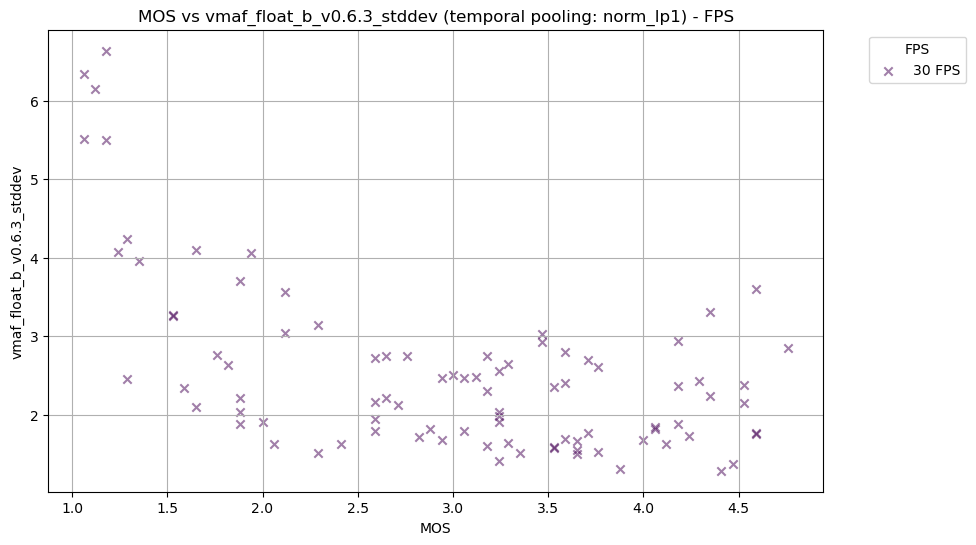 MOS vs vmaf_float_b_v0.6.3_stddev (temporal pooling: norm_lp1) - FPS
FPS
30 FPS
vmaf_float_b_v0.6.3_stddev
6
5
4
3
2
1.0 1.5 2.0 2.5 3.0 3.5 4.0 4.5
MOS